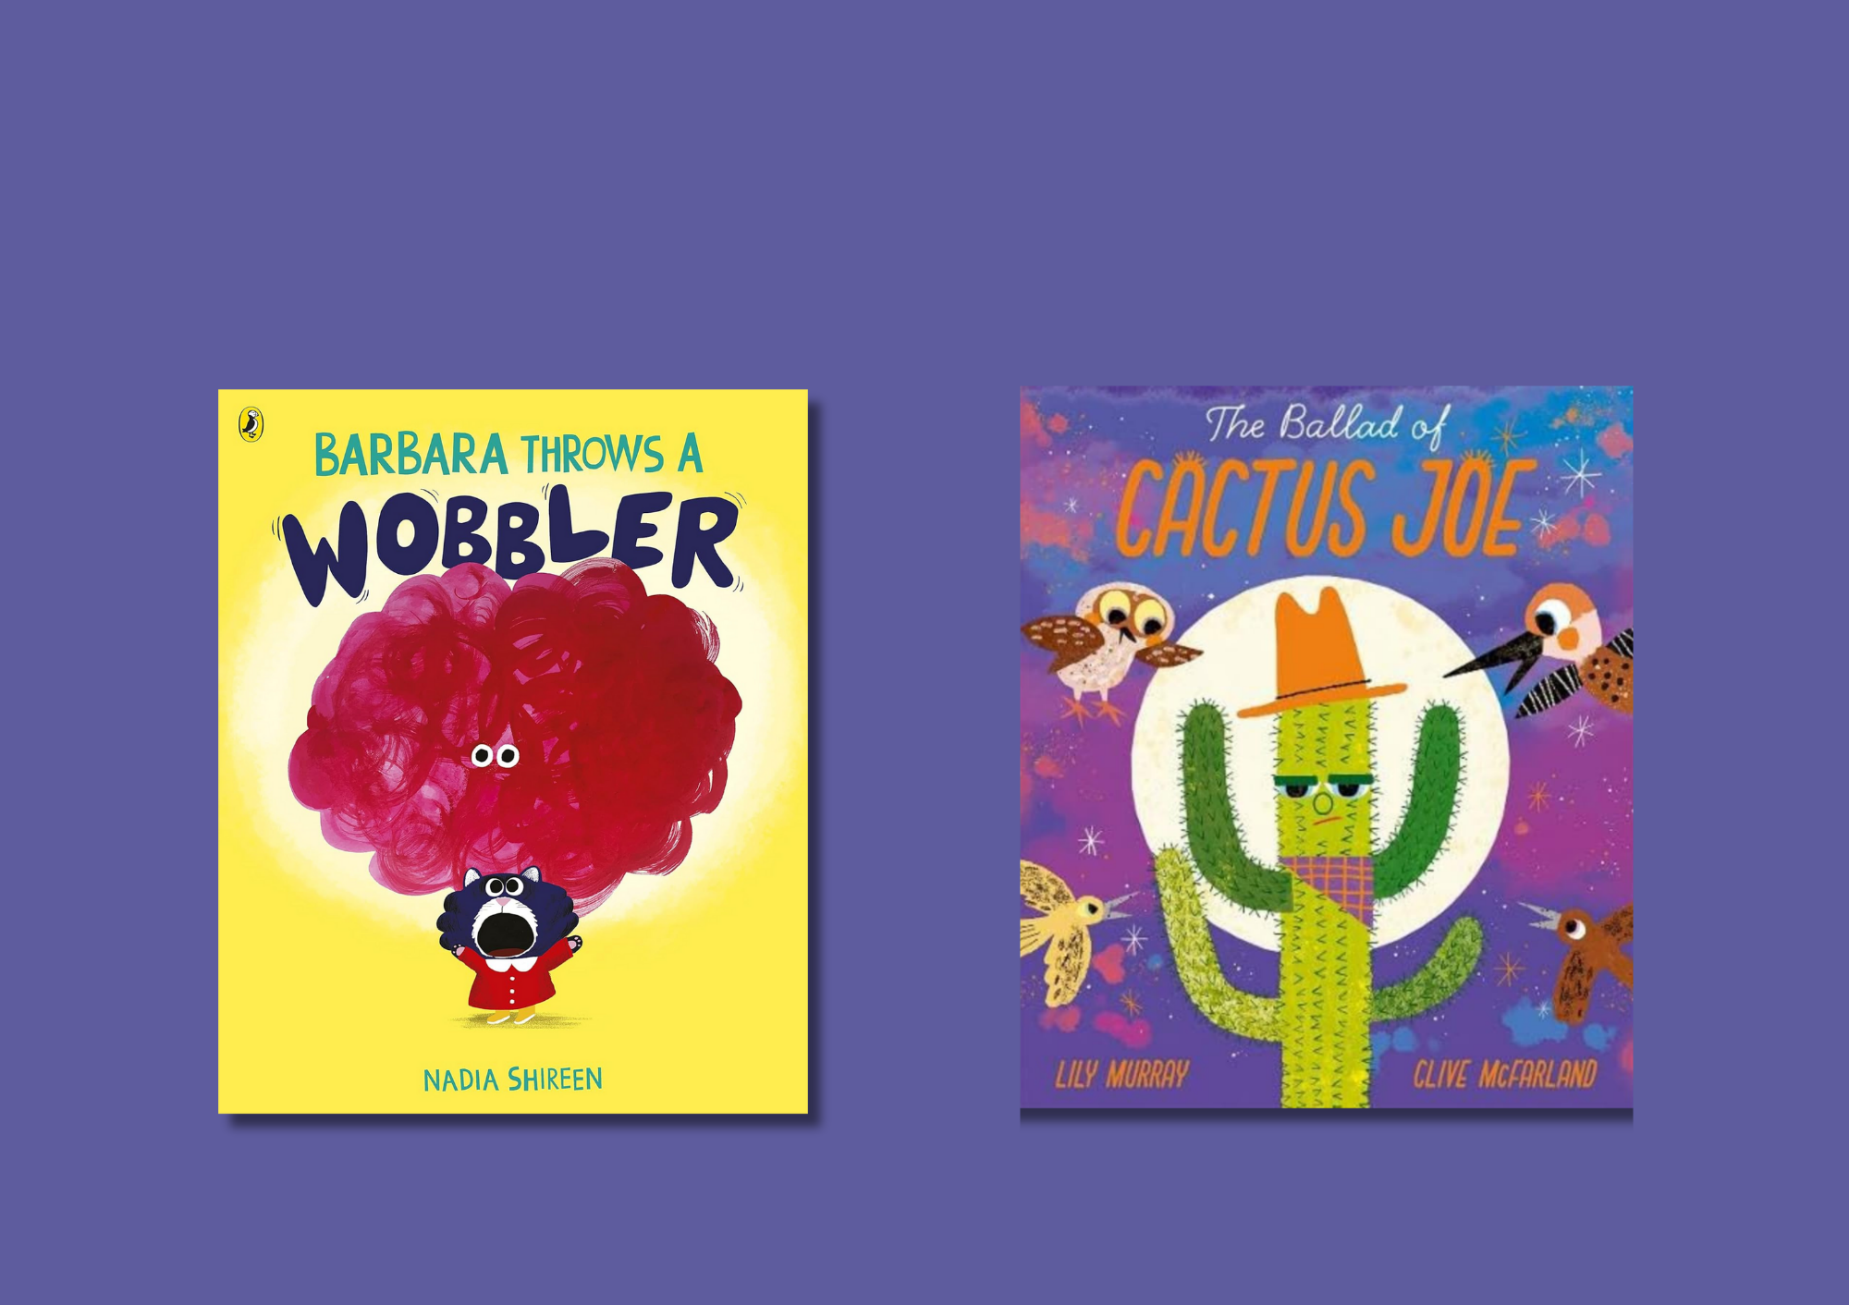 BARBARA THROWS A
WOBBLER
NADIA SHIREEN
The Ballad of
CACTUS JOE
LILY MURRAY
CLIVE McFARLAND